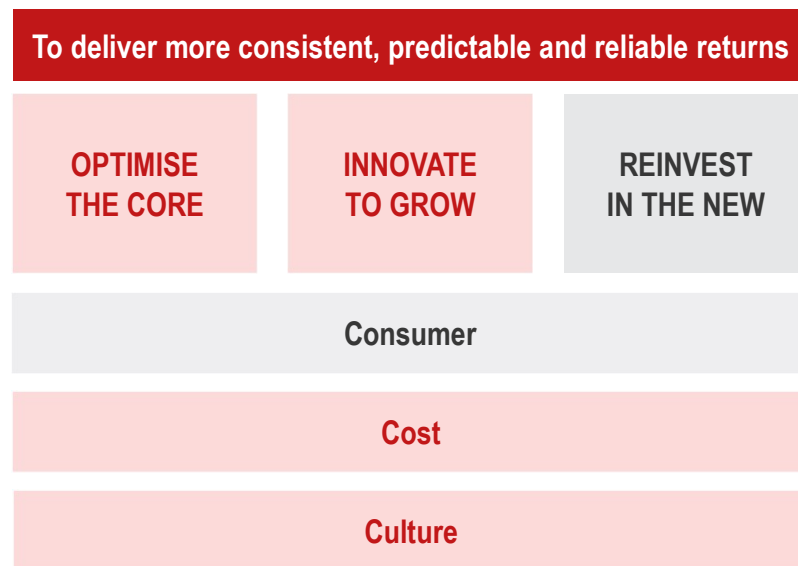 To deliver more consistent, predictable and reliable returns
OPTIMISE
THE CORE
INNOVATE
TO GROW
REINVEST
IN THE NEW
Consumer
Cost
Culture